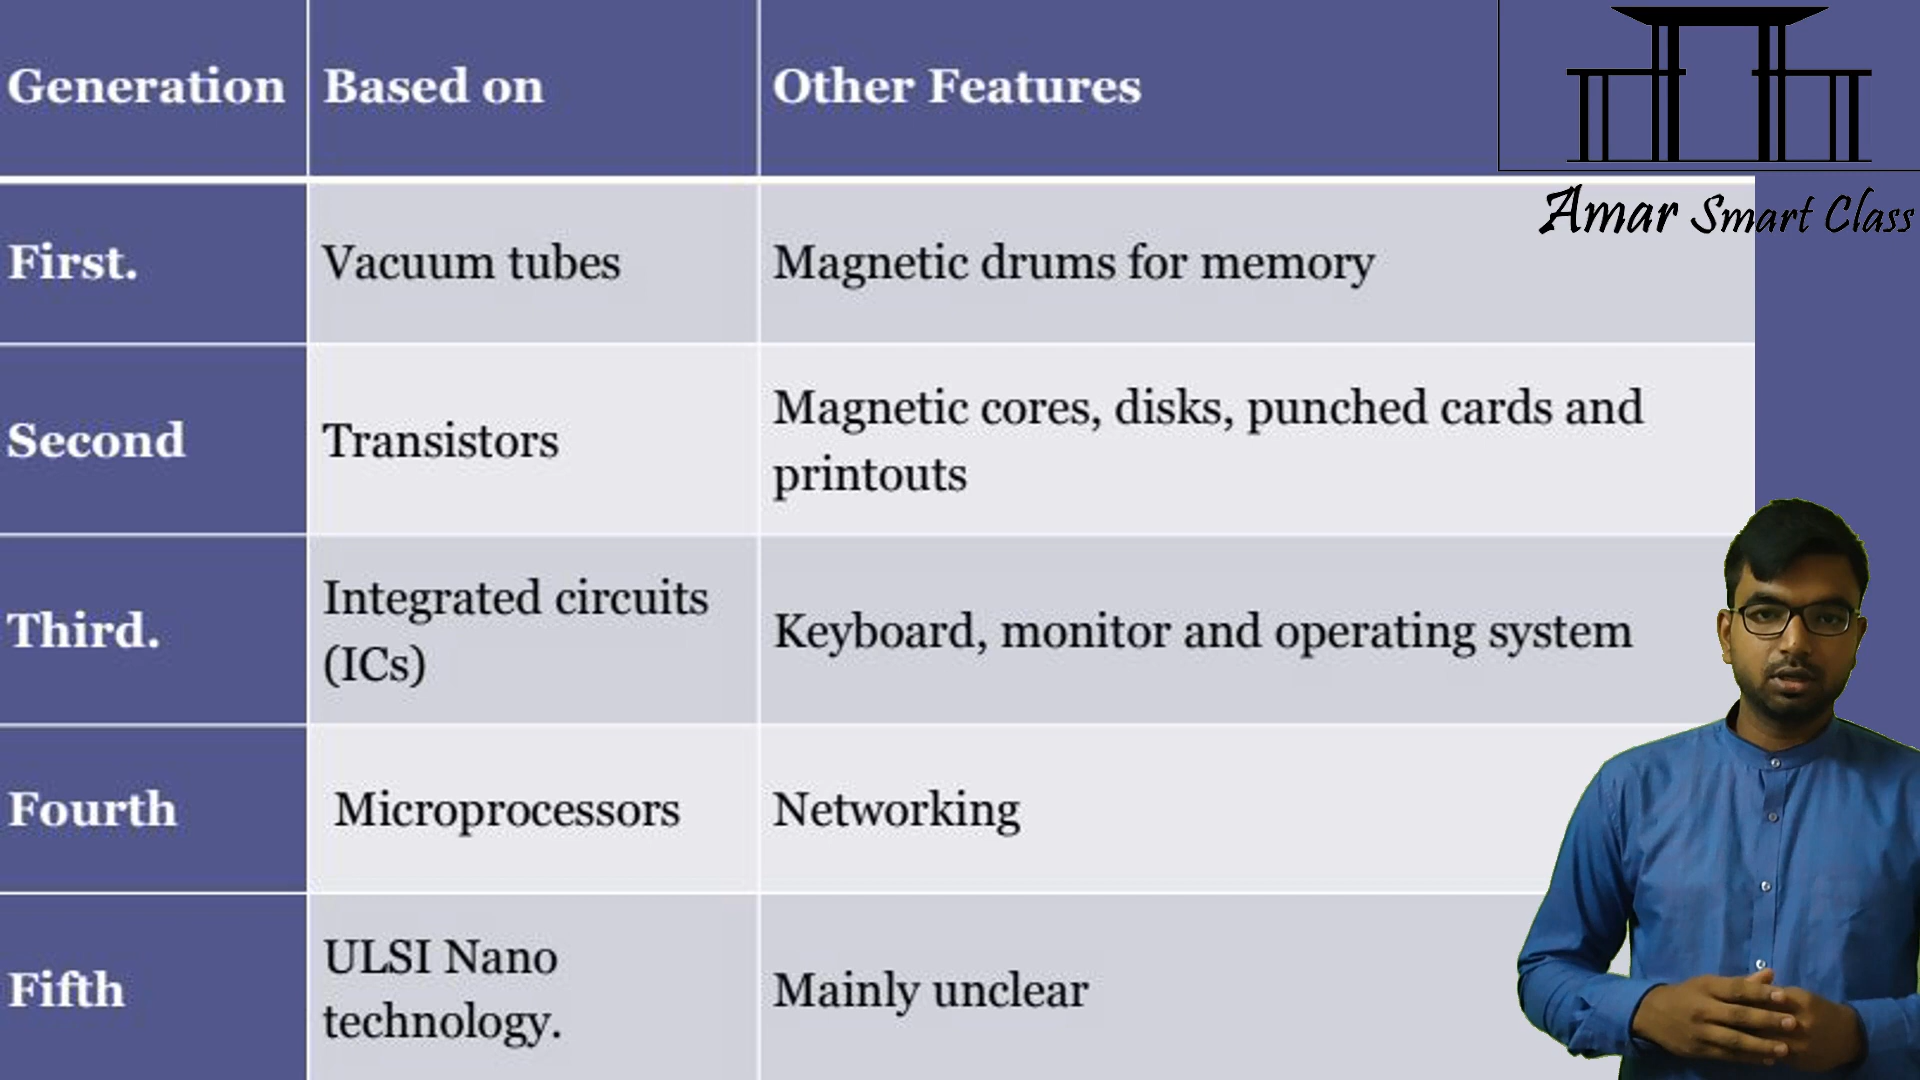 Generation Based on Other Features
Amar Smart Class
First. Vacuum tubes Magnetic drums for memory
Second Transistors Magnetic cores, disks, punched cards and
printouts
Third. Integrated circuits
(ICs) Keyboard, monitor and operating system
Fourth Microprocessors Networking
Fifth ULSI Nano
technology. Mainly unclear